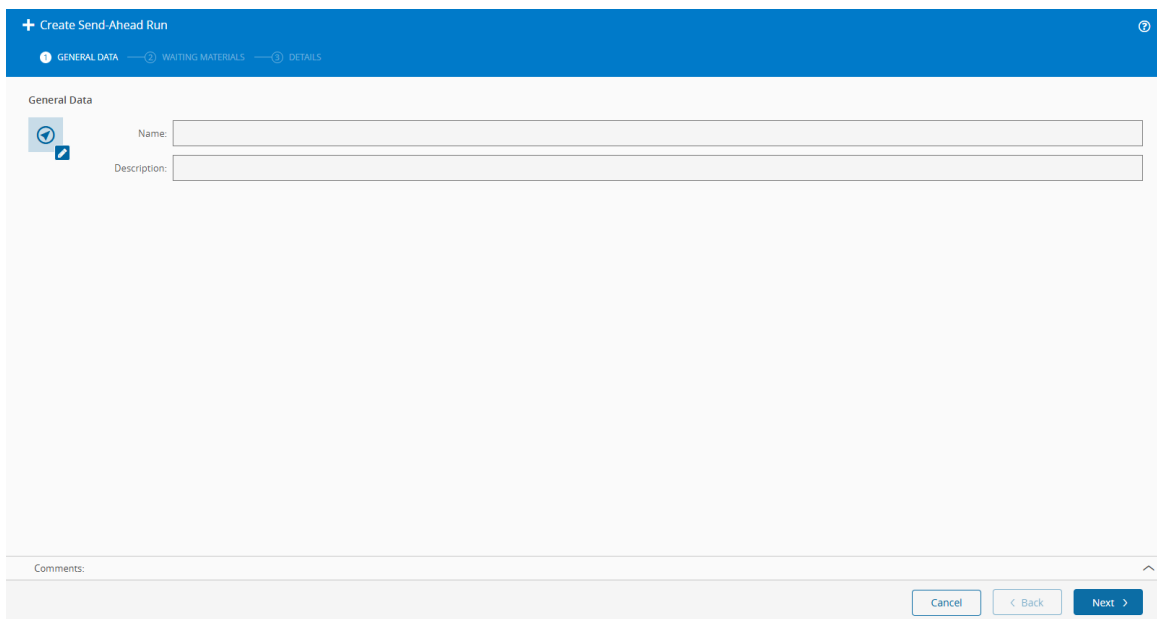 Create Send-Ahead Run
1 GENERAL DATA 2 WAITING MATERIALS 3 DETAILS
General Data
Name:
Description:
Comments:
Cancel Back Next